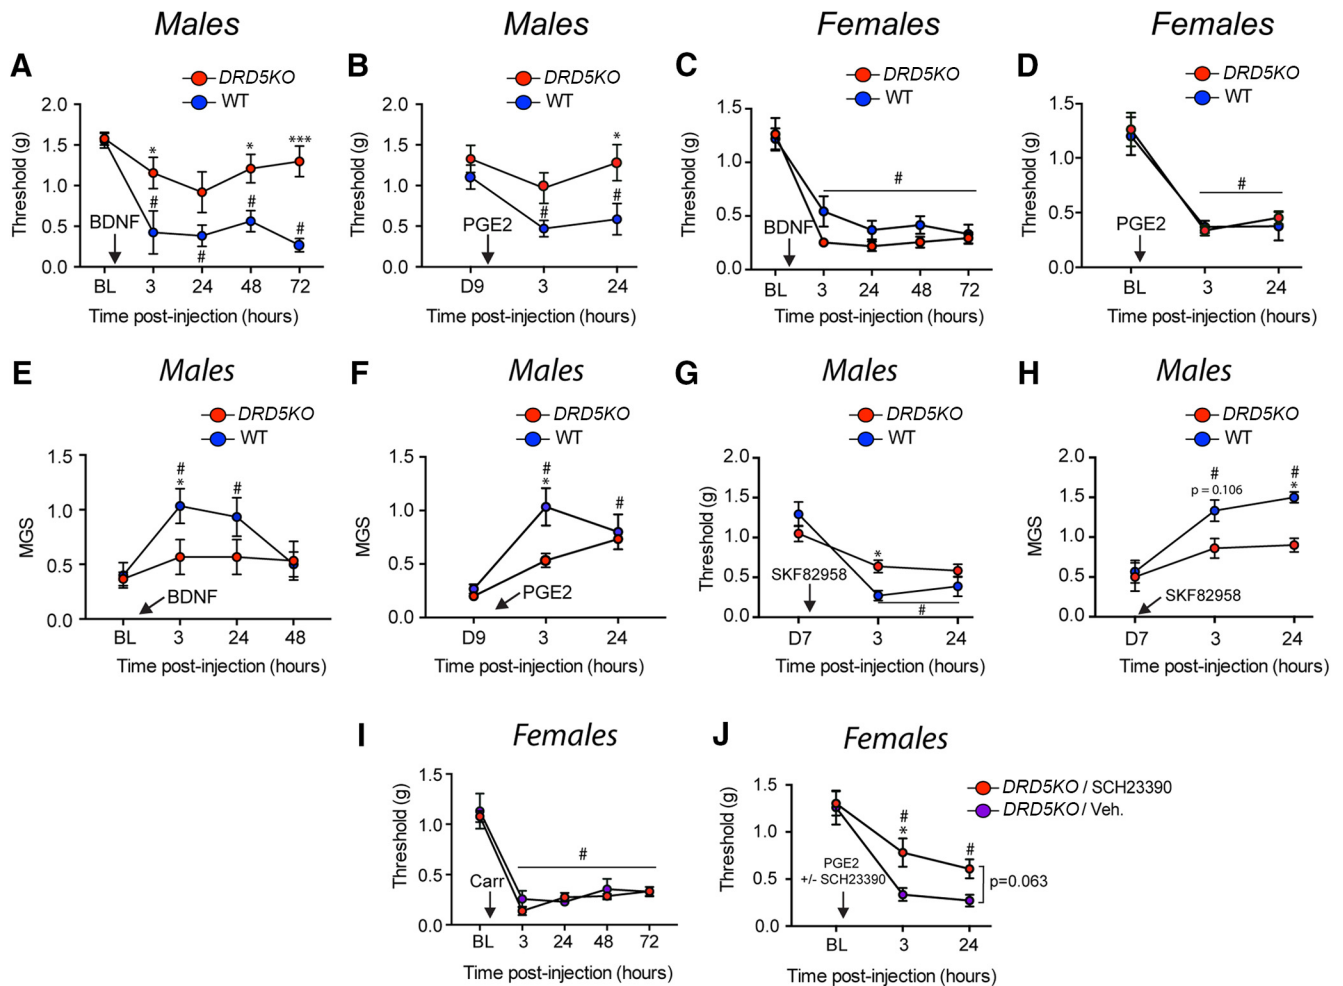 Males
A
DRD5KO
WT
Threshold (g)
2.0
1.5
1.0
0.5
0.0
*
*
***
#
#
#
#
BDNF
BL 3 24 48 72
Time post-injection (hours)
Males
B
DRD5KO
WT
Threshold (g)
2.0
1.5
1.0
0.5
0.0
*
#
#
PGE2
D9 3 24
Time post-injection (hours)
Females
C
DRD5KO
WT
Threshold (g)
1.5
1.0
0.5
0.0
#
BDNF
BL 3 24 48 72
Time post-injection (hours)
Females
D
DRD5KO
WT
Threshold (g)
1.5
1.0
0.5
0.0
#
PGE2
BL 3 24
Time post-injection (hours)
Males
E
DRD5KO
WT
MGS
1.5
1.0
0.5
0.0
#
*
#
BDNF
BL 3 24 48
Time post-injection (hours)
Males
F
DRD5KO
WT
MGS
1.5
1.0
0.5
0.0
#
*
#
PGE2
D9 3 24
Time post-injection (hours)
Males
G
DRD5KO
WT
Threshold (g)
2.0
1.5
1.0
0.5
0.0
*
SKF82958
#
D7 3 24
Time post-injection (hours)
Males
H
DRD5KO
WT
MGS
2.0
1.5
1.0
0.5
0.0
#
p = 0.106
#
*
SKF82958
D7 3 24
Time post-injection (hours)
Females
I
Threshold (g)
1.5
1.0
0.5
0.0
#
Carr
BL 3 24 48 72
Time post-injection (hours)
Females
J
DRD5KO / SCH23390
DRD5KO / Veh.
Threshold (g)
1.5
1.0
0.5
0.0
#
*
#
PGE2
+/- SCH23390
p=0.063
BL 3 24
Time post-injection (hours)